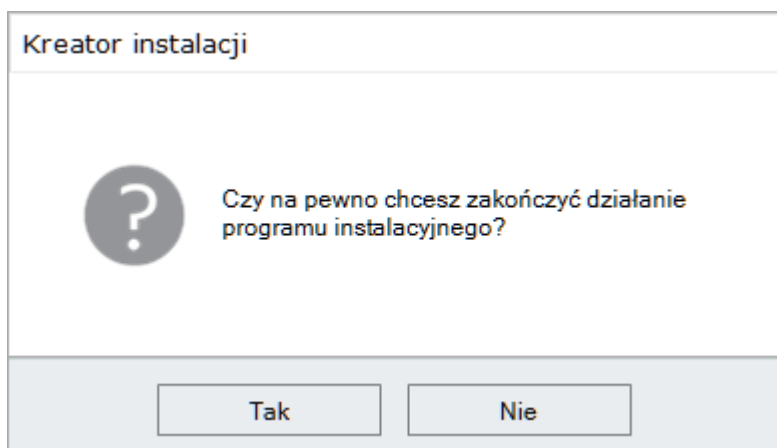 Kreator instalacji
?
Czy na pewno chcesz zakończyć działanie
programu instalacyjnego?
Tak
Nie